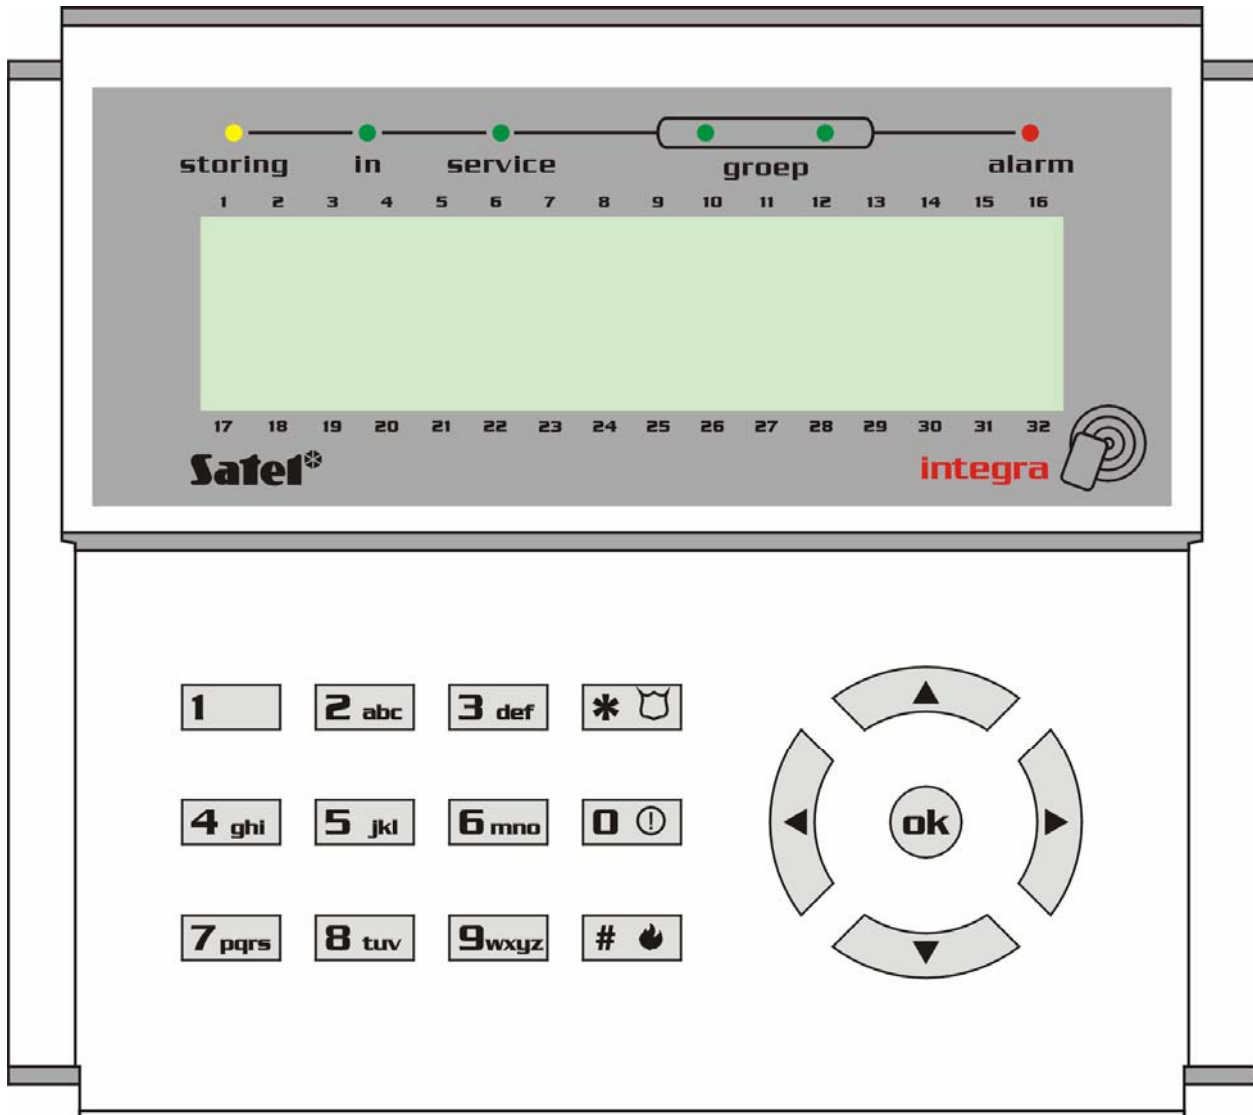 storing in service groep alarm
1 2 3 4 5 6 7 8 9 10 11 12 13 14 15 16
17 18 19 20 21 22 23 24 25 26 27 28 29 30 31 32
Satel integra
1 2 abc 3 def *
4 ghi 5 jkl 6 mno 0 ! ok
7 pqrs 8 tuv 9 wxyz #